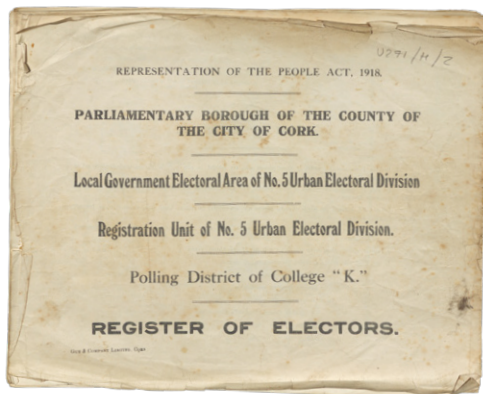 U271/H/2
REPRESENTATION OF THE PEOPLE ACT, 1918.
PARLIAMENTARY BOROUGH OF THE COUNTY OF
THE CITY OF CORK.
Local Government Electoral Area of No. 5 Urban Electoral Division
Registration Unit of No. 5 Urban Electoral Division.
Polling District of College "K."
REGISTER OF ELECTORS.